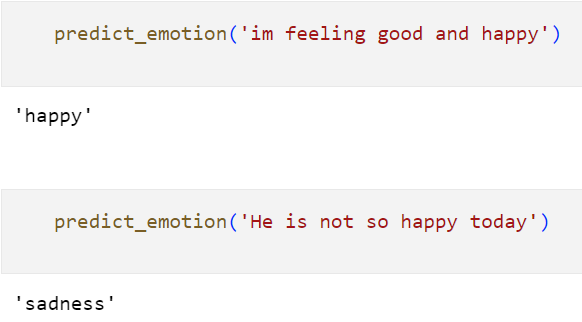 predict_emotion('im feeling good and happy')
'happy'
predict_emotion('He is not so happy today')
'sadness'